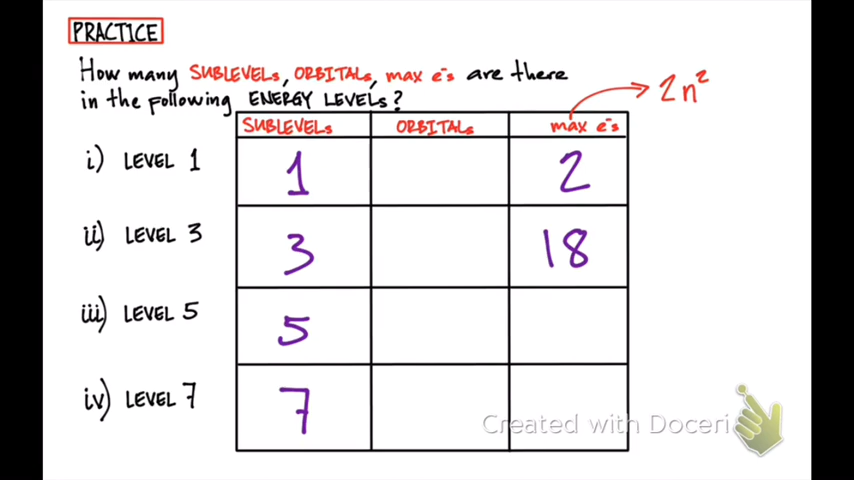 PRACTICE
How many SUBLEVELs, ORBITALs, max e-s are there
in the following ENERGY LEVELs?
2n²
SUBLEVELs ORBITALs max e-s
i) LEVEL 1 1 2
ii) LEVEL 3 3 18
iii) LEVEL 5 5
iv) LEVEL 7 7
Created with Doceri